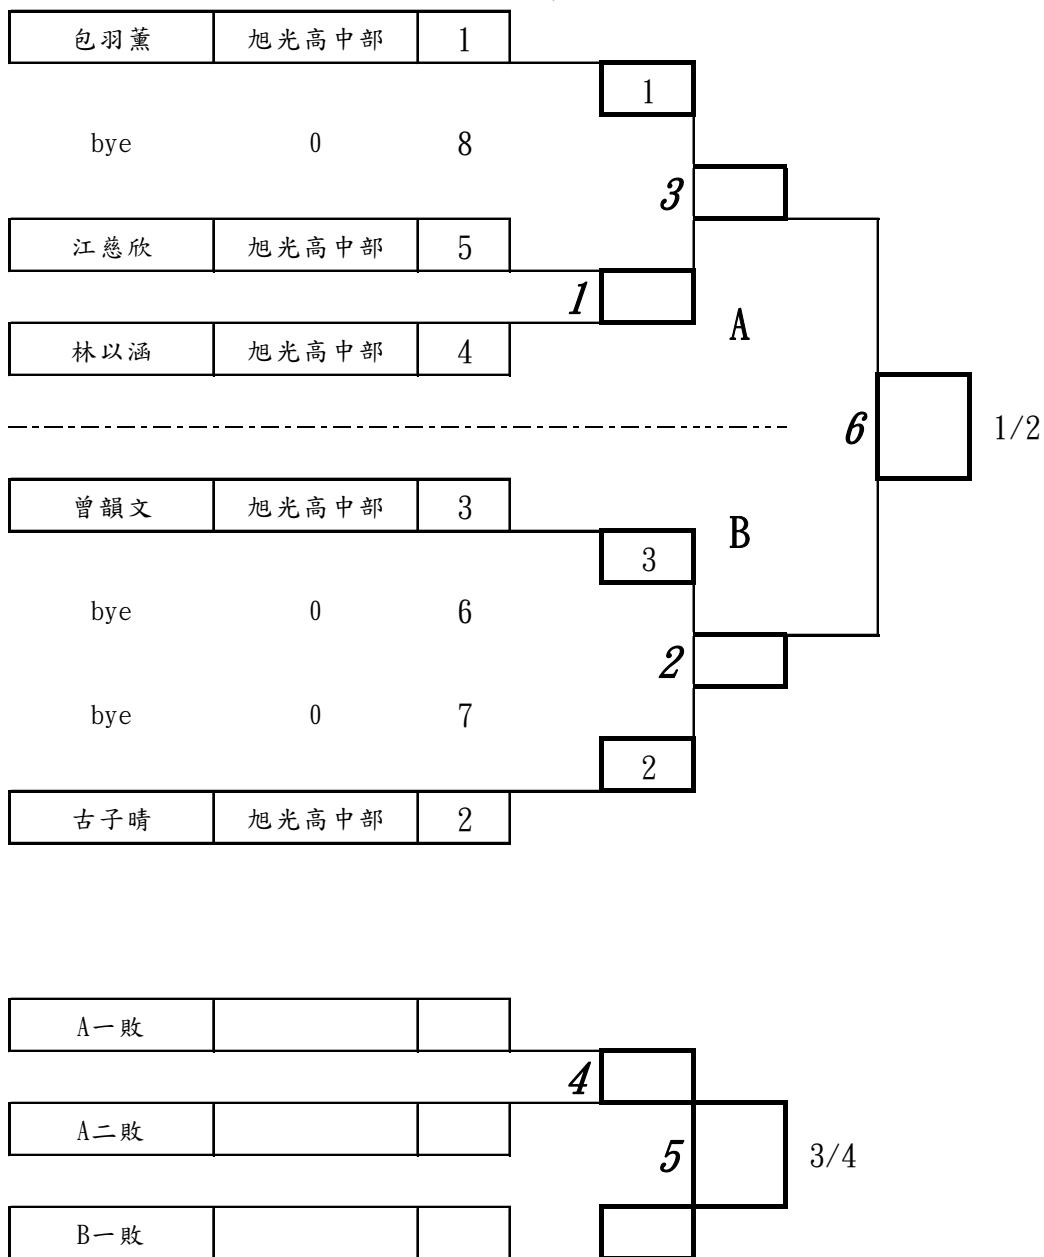 包羽薰 旭光高中部 1
1
bye 0 8
3
江慈欣 旭光高中部 5
1
A
林以涵 旭光高中部 4
6 1/2
曾韻文 旭光高中部 3
B
3
bye 0 6
2
bye 0 7
2
古子晴 旭光高中部 2
A一敗
4
A二敗
5 3/4
B一敗